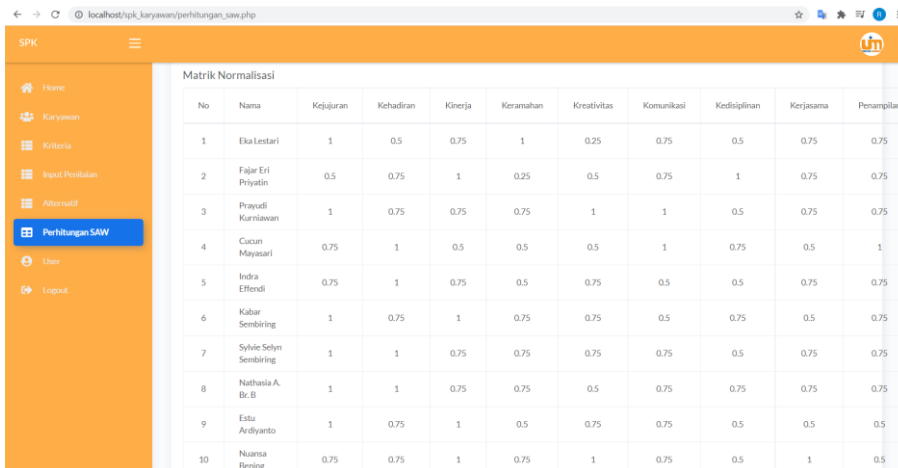 localhost/spk_karyawan/perhitungan_saw.php
R
SPK
UM
Home
Karyawan
Kriteria
Input Penilaian
Alternatif
Perhitungan SAW
User
Logout
Matrik Normalisasi
No Nama Kejujuran Kehadiran Kinerja Keramahan Kreativitas Komunikasi Kedisiplinan Kerjasama Penampilan
1 Eka Lestari 1 0.5 0.75 1 0.25 0.75 0.5 0.75 0.75
2 Fajar Eri 0.5 0.75 1 0.25 0.5 0.75 1 0.75 0.75
Priyatin
3 Prayudi 1 0.75 0.75 0.75 1 1 0.5 0.75 0.75
Kurniawan
4 Cucun 0.75 1 0.5 0.5 0.5 1 0.75 0.5 1
Mayasari
5 Indra 0.75 1 0.75 0.5 0.75 0.5 0.5 0.75 0.75
Effendi
6 Kabar 1 0.75 1 0.75 0.75 0.5 0.75 0.5 0.75
Sembiring
7 Sylvie Selyn 1 1 0.75 0.75 0.75 0.75 0.5 0.75 0.75
Sembiring
8 Nathasia A. 1 1 0.75 0.75 0.5 0.75 0.75 0.75 0.75
Br. B
9 Estu 1 0.75 1 0.75 0.75 0.75 0.5 0.5 0.5
Ardiyanto
10 Nuansa 0.75 0.75 1 0.75 1 0.75 0.5 1 0.5
Bening